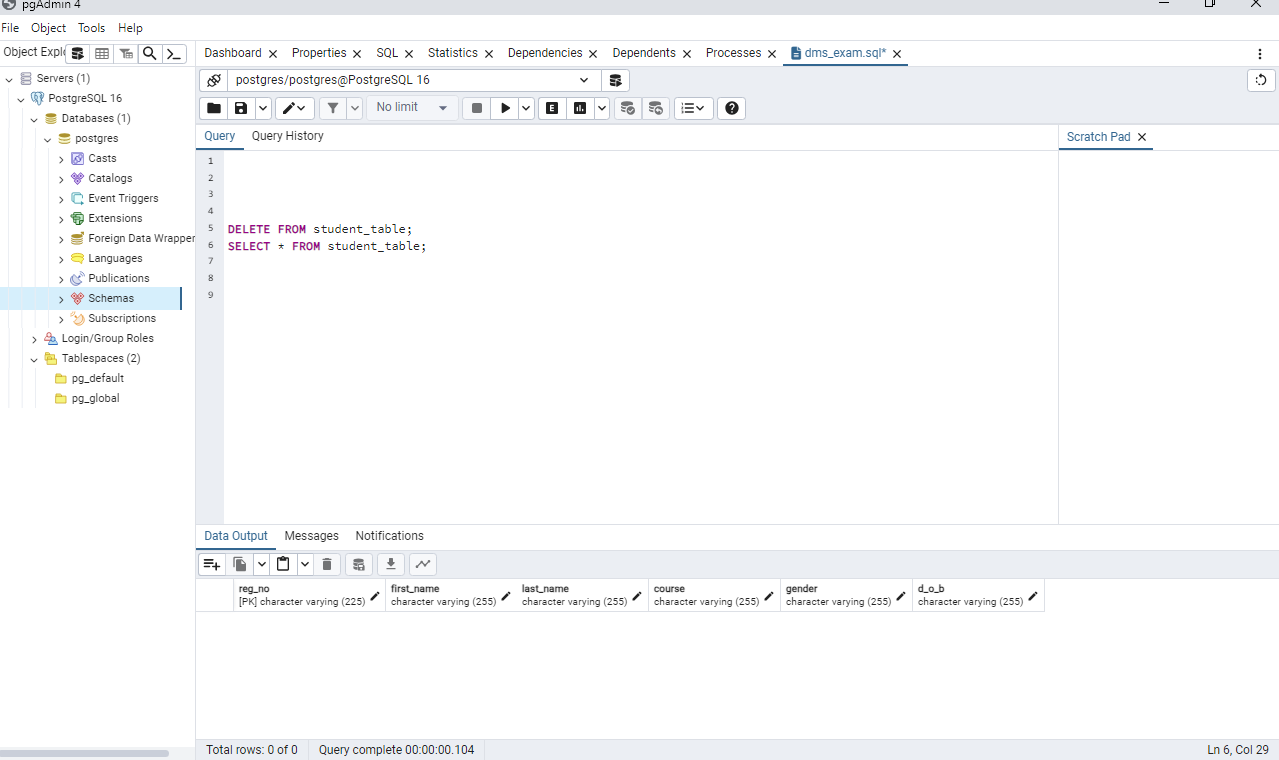 pgAdmin 4
File Object Tools Help
Object Explo
Dashboard Properties SQL Statistics Dependencies Dependents Processes dms_exam.sql*
Servers (1)
PostgreSQL 16
Databases (1)
postgres
Casts
Catalogs
Event Triggers
Extensions
Foreign Data Wrapper
Languages
Publications
Schemas
Subscriptions
Login/Group Roles
Tablespaces (2)
pg_default
pg_global
postgres/postgres@PostgreSQL 16
No limit
E
Query Query History
Scratch Pad
1
2
3
4
5 DELETE FROM student_table;
6 SELECT * FROM student_table;
7
8
9
Data Output Messages Notifications
reg_no first_name last_name course gender d_o_b
[PK] character varying (225) character varying (255) character varying (255) character varying (255) character varying (255) character varying (255)
Total rows: 0 of 0 Query complete 00:00:00.104 Ln 6, Col 29